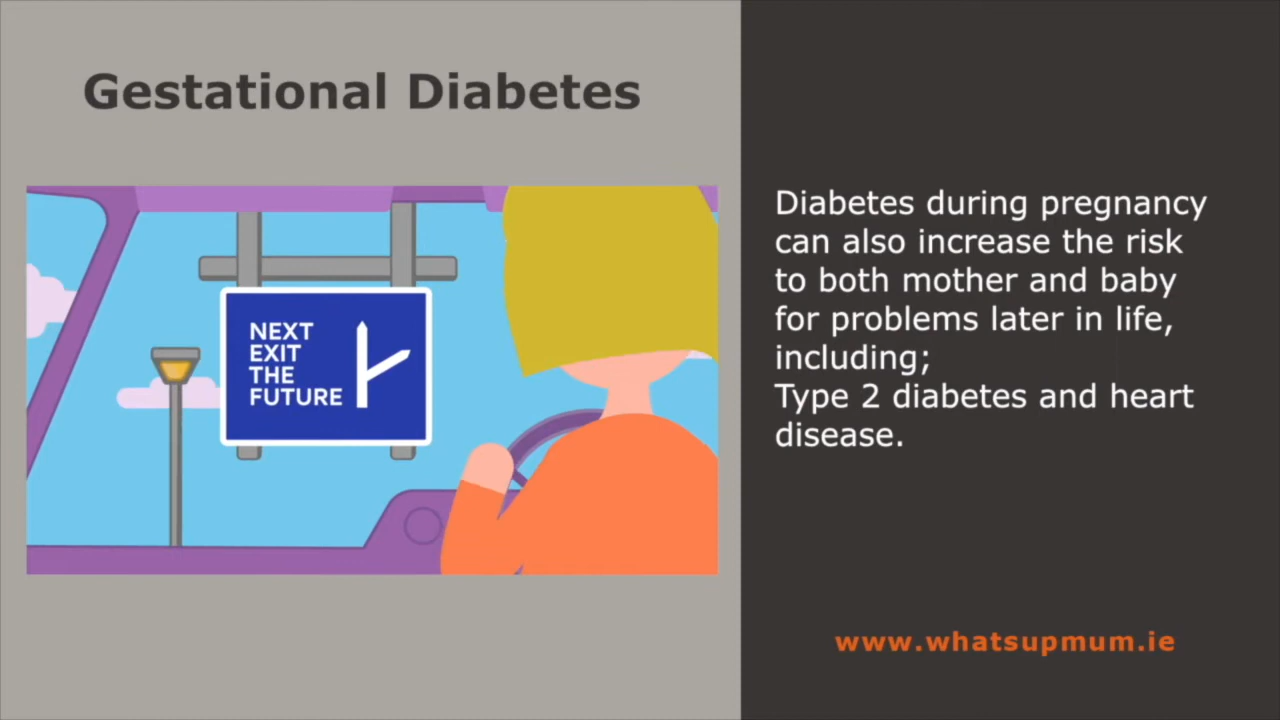 Gestational Diabetes
NEXT
EXIT
THE
FUTURE
Diabetes during pregnancy
can also increase the risk
to both mother and baby
for problems later in life,
including;
Type 2 diabetes and heart
disease.
www.whatsupmum.ie